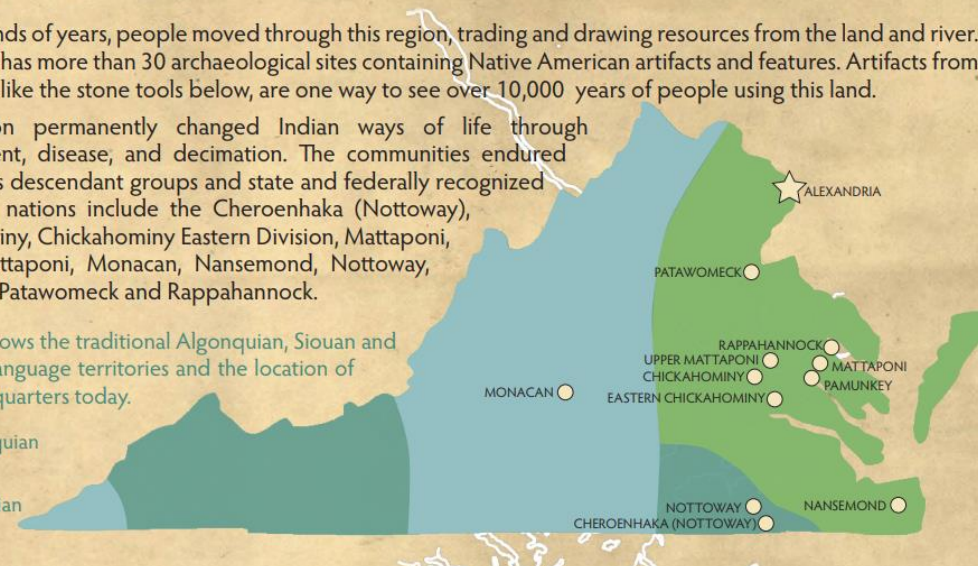 nds of years, people moved through this region, trading and drawing resources from the land and river.
has more than 30 archaeological sites containing Native American artifacts and features. Artifacts from
like the stone tools below, are one way to see over 10,000 years of people using this land.
on permanently changed Indian ways of life through
ent, disease, and decimation. The communities endured
s descendant groups and state and federally recognized
nations include the Cheroenhaka (Nottoway),
iny, Chickahominy Eastern Division, Mattaponi,
ttaponi, Monacan, Nansemond, Nottoway,
Patawomeck and Rappahannock.
ows the traditional Algonquian, Siouan and
anguage territories and the location of
quarters today.
quian
ian
ALEXANDRIA
PATAWOMECK
RAPPAHANNOCK
UPPER MATTAPONI
MATTAPONI
CHICKAHOMINY
PAMUNKEY
MONACAN
EASTERN CHICKAHOMINY
NOTTOWAY
NANSEMOND
CHEROENHAKA (NOTTOWAY)